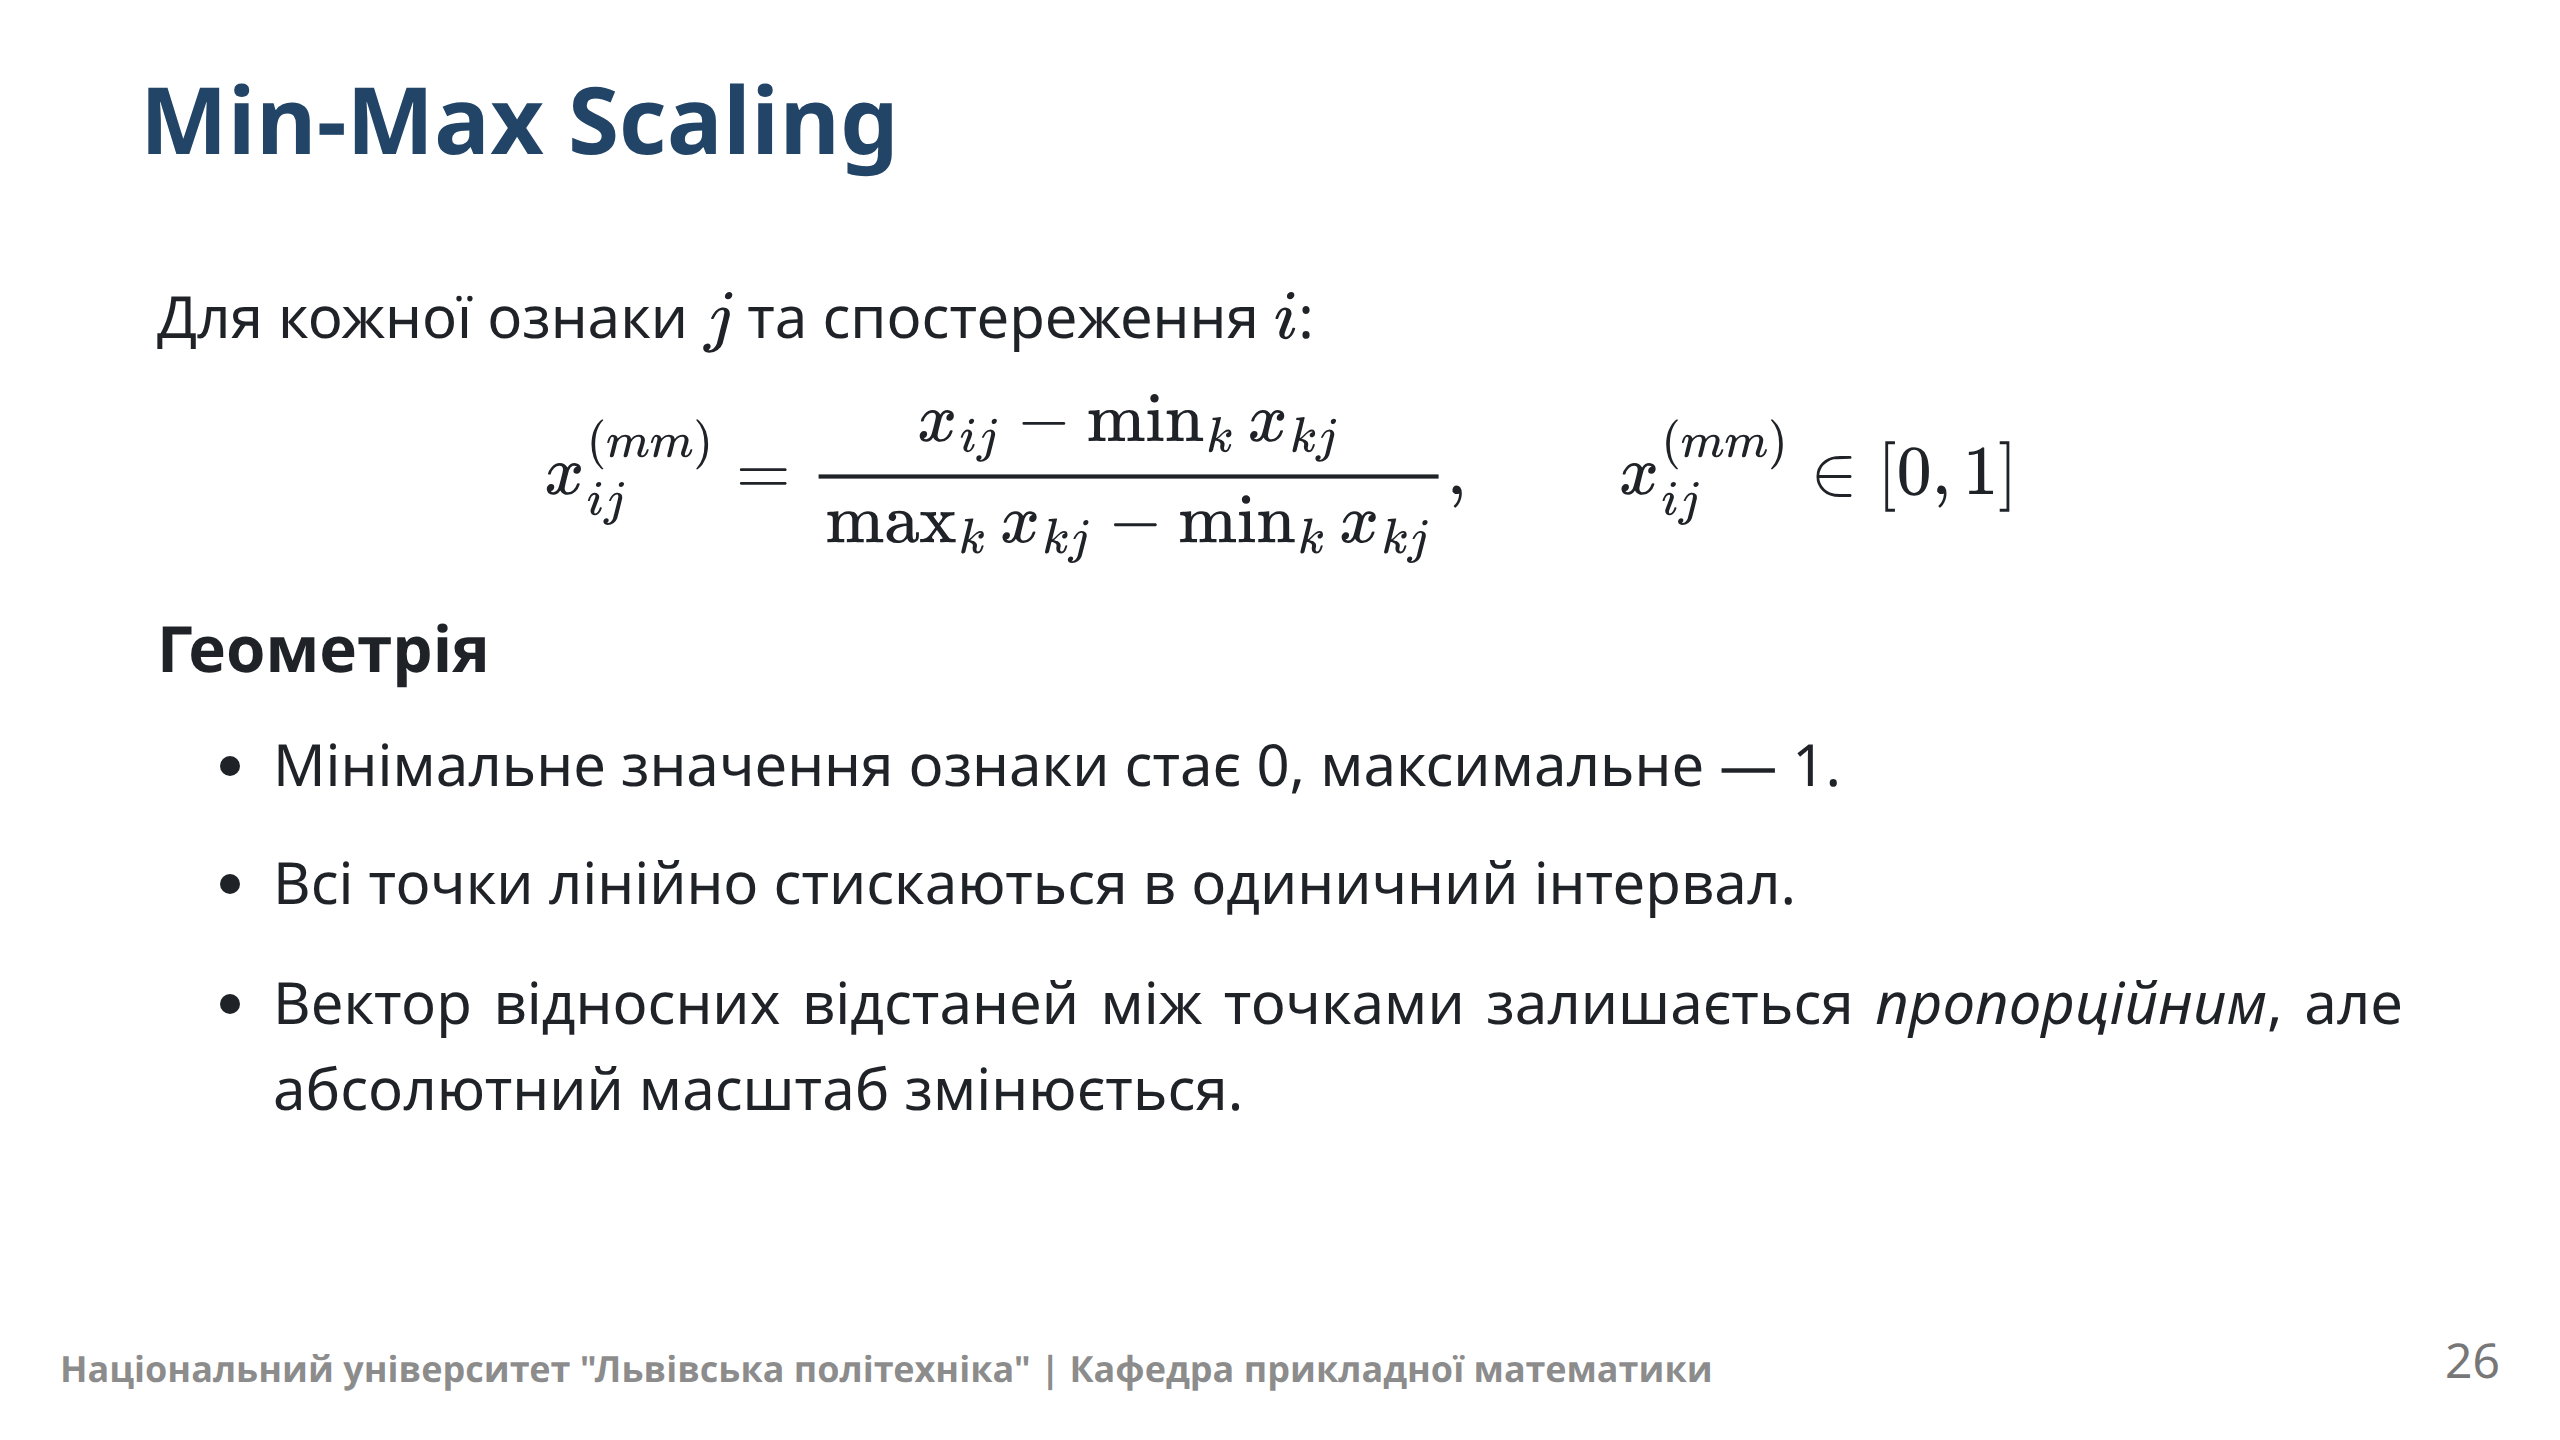 Min-Max Scaling
Для кожної ознаки j та спостереження i:
x_{ij}^{(mm)} = \frac{x_{ij} - \min_k x_{kj}}{\max_k x_{kj} - \min_k x_{kj}}, x_{ij}^{(mm)} ∈ [0, 1]
Геометрія
• Мінімальне значення ознаки стає 0, максимальне — 1.
• Всі точки лінійно стискаються в одиничний інтервал.
• Вектор відносних відстаней між точками залишається пропорційним, але
абсолютний масштаб змінюється.
Національний університет "Львівська політехніка" | Кафедра прикладної математики
26